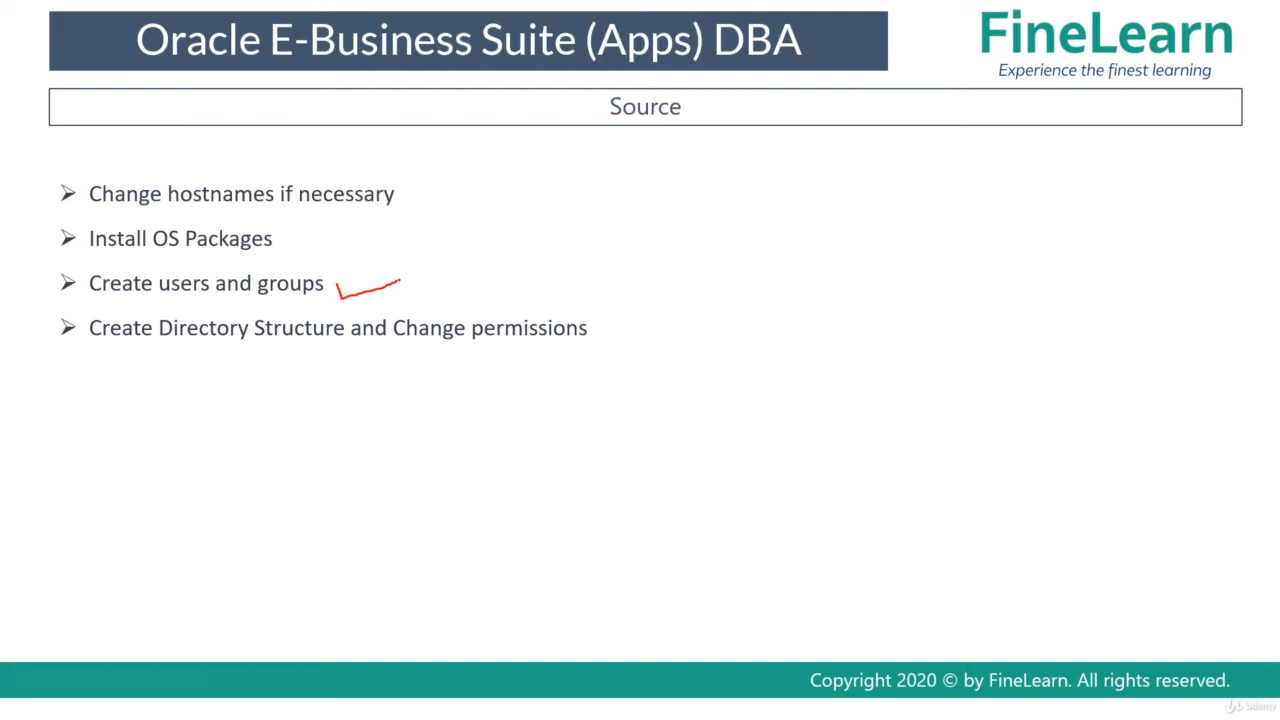 Oracle E-Business Suite (Apps) DBA
FineLearn
Experience the finest learning
Source
Change hostnames if necessary
Install OS Packages
Create users and groups
Create Directory Structure and Change permissions
Copyright 2020 © by FineLearn. All rights reserved.
Udemy